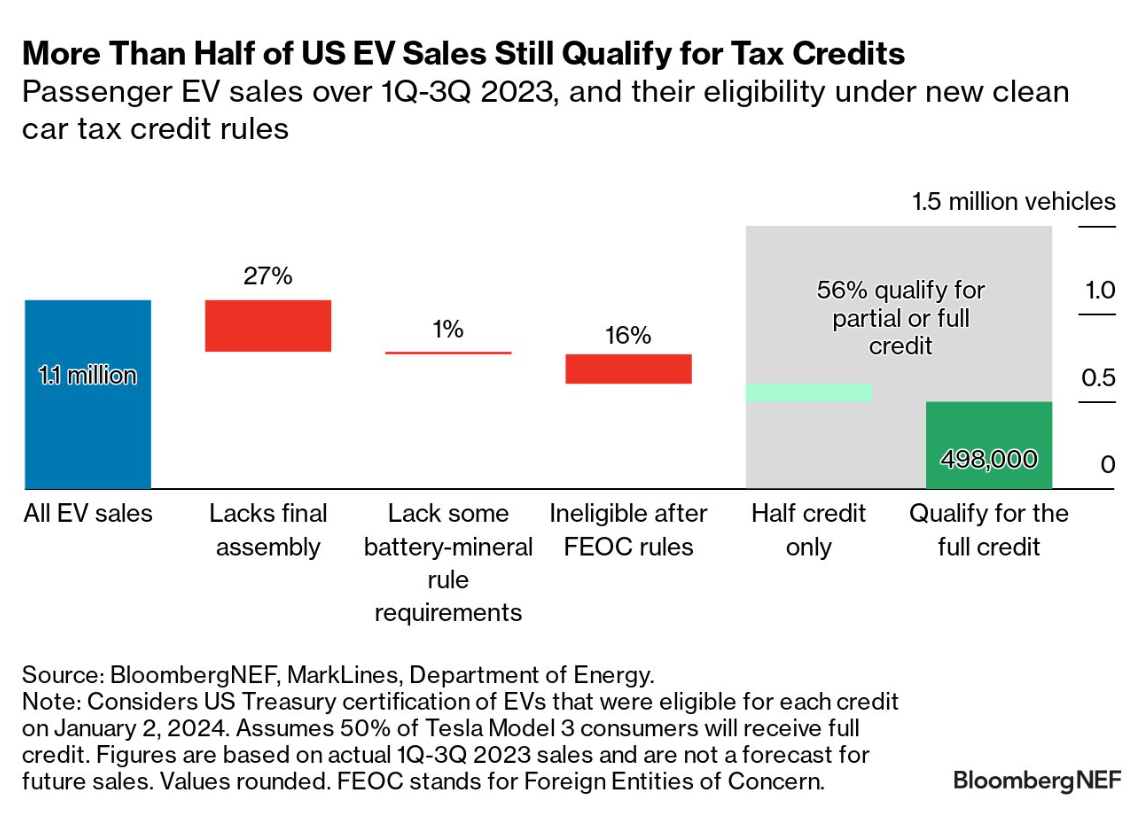 More Than Half of US EV Sales Still Qualify for Tax Credits
Passenger EV sales over 1Q-3Q 2023, and their eligibility under new clean
car tax credit rules
1.5 million vehicles
27%
1%
16%
56% qualify for
partial or full
credit
1.0
0.5
0
1.1 million
498,000
All EV sales
Lacks final
assembly
Lack some
battery-mineral
rule
requirements
Ineligible after
FEOC rules
Half credit
only
Qualify for the
full credit
Source: BloombergNEF, MarkLines, Department of Energy.
Note: Considers US Treasury certification of EVs that were eligible for each credit
on January 2, 2024. Assumes 50% of Tesla Model 3 consumers will receive full
credit. Figures are based on actual 1Q-3Q 2023 sales and are not a forecast for
future sales. Values rounded. FEOC stands for Foreign Entities of Concern.
BloombergNEF